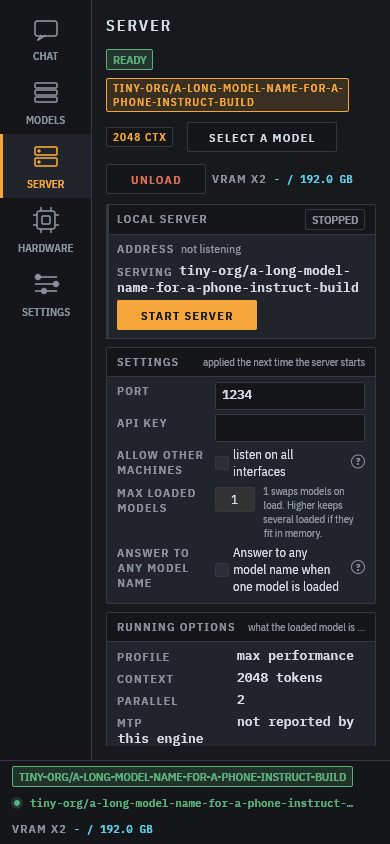 SERVER
READY
TINY-ORG/A-LONG-MODEL-NAME-FOR-A-
PHONE-INSTRUCT-BUILD
2048 CTX
SELECT A MODEL
UNLOAD
VRAM X2 - / 192.0 GB
CHAT
MODELS
SERVER
HARDWARE
SETTINGS
LOCAL SERVER
STOPPED
ADDRESS not listening
SERVING tiny-org/a-long-model-
name-for-a-phone-instruct-build
START SERVER
SETTINGS
applied the next time the server starts
PORT
1234
API KEY
ALLOW OTHER
MACHINES
listen on all
interfaces
?
MAX LOADED
MODELS
1
1 swaps models on
load. Higher keeps
several loaded if they
fit in memory.
ANSWER TO
ANY MODEL
NAME
Answer to any
model name when
one model is loaded
?
RUNNING OPTIONS
what the loaded model is ...
PROFILE
max performance
CONTEXT
2048 tokens
PARALLEL
2
MTP
not reported by
this engine
TINY-ORG/A-LONG-MODEL-NAME-FOR-A-PHONE-INSTRUCT-BUILD
tiny-org/a-long-model-name-for-a-phone-instruct-…
VRAM X2 - / 192.0 GB